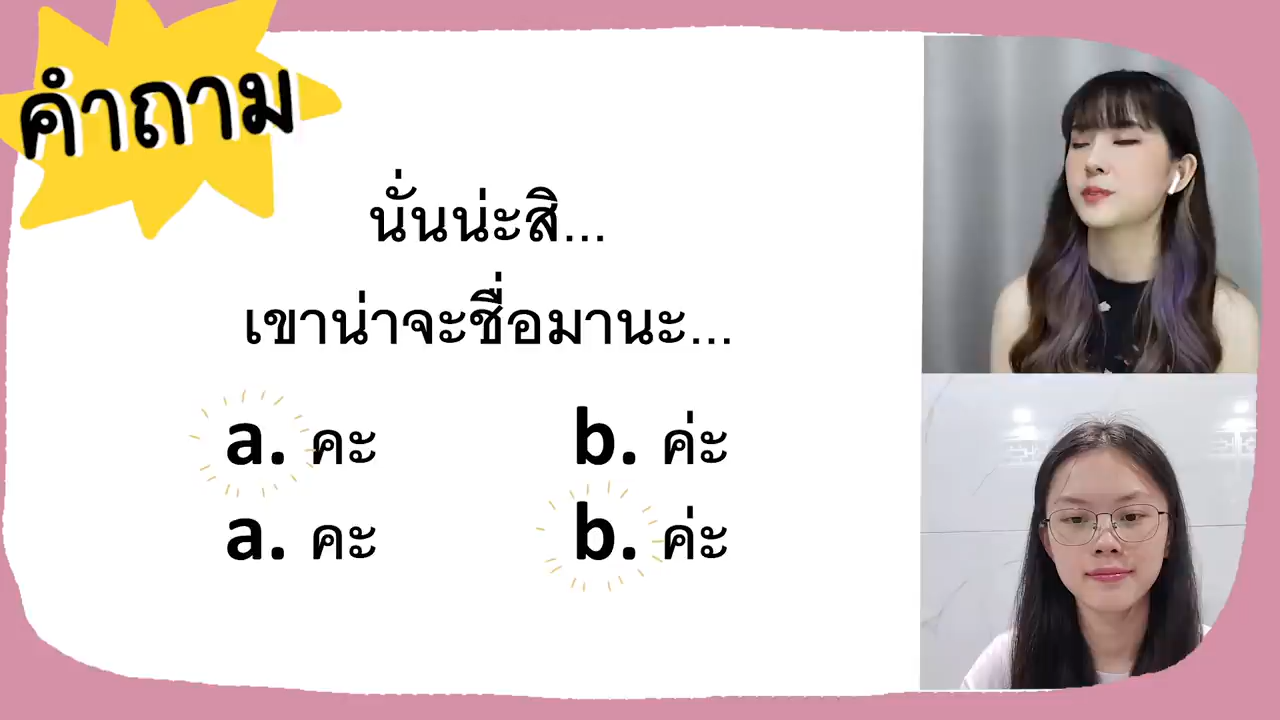 คำถาม
นั่นน่ะสิ...
เขาน่าจะชื่อมานะ...
a. คะ b. ค่ะ
a. คะ b. ค่ะ